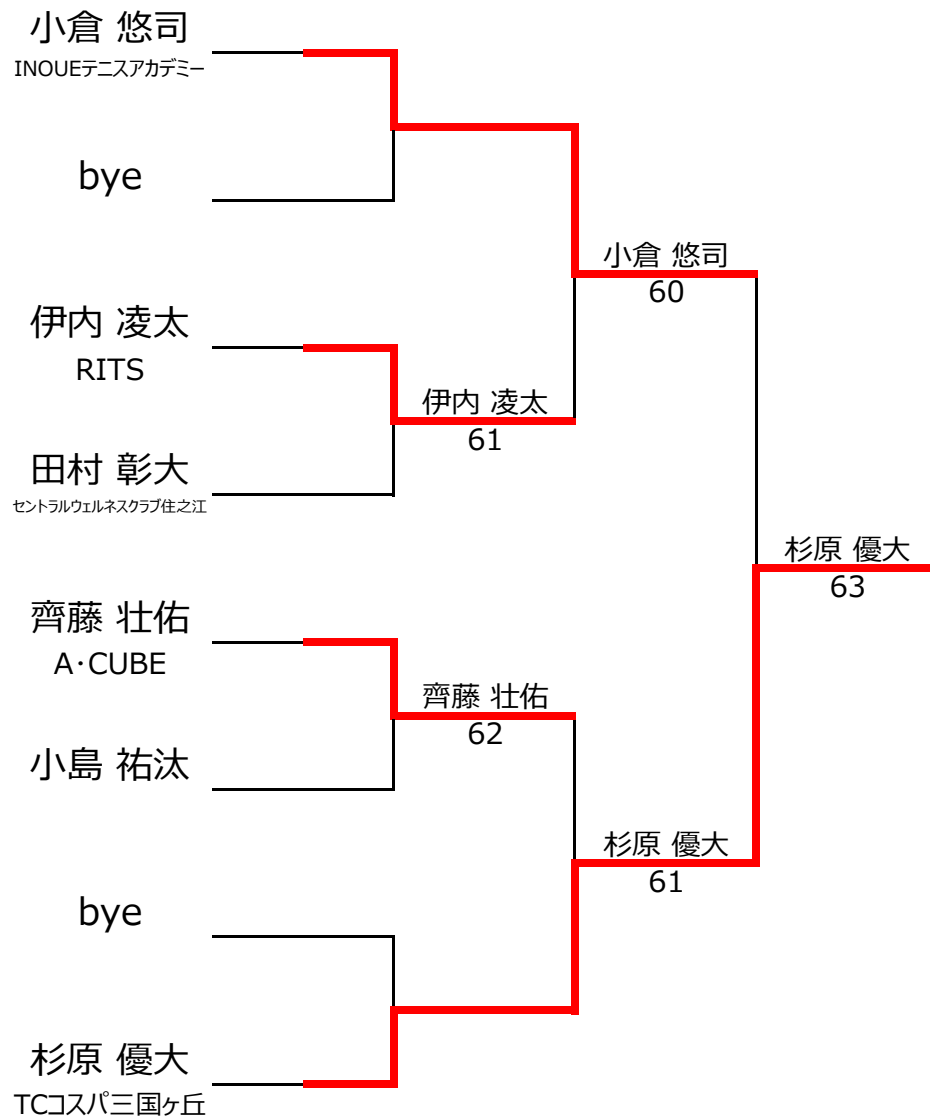 小倉 悠司
INOUEテニスアカデミー
bye
伊内 凌太
RITS
田村 彰大
セントラルウェルネスクラブ住之江
齊藤 壮佑
A・CUBE
小島 祐汰
bye
杉原 優大
TCコスパ三国ヶ丘
伊内 凌太
61
齊藤 壮佑
62
小倉 悠司
60
杉原 優大
61
杉原 優大
63